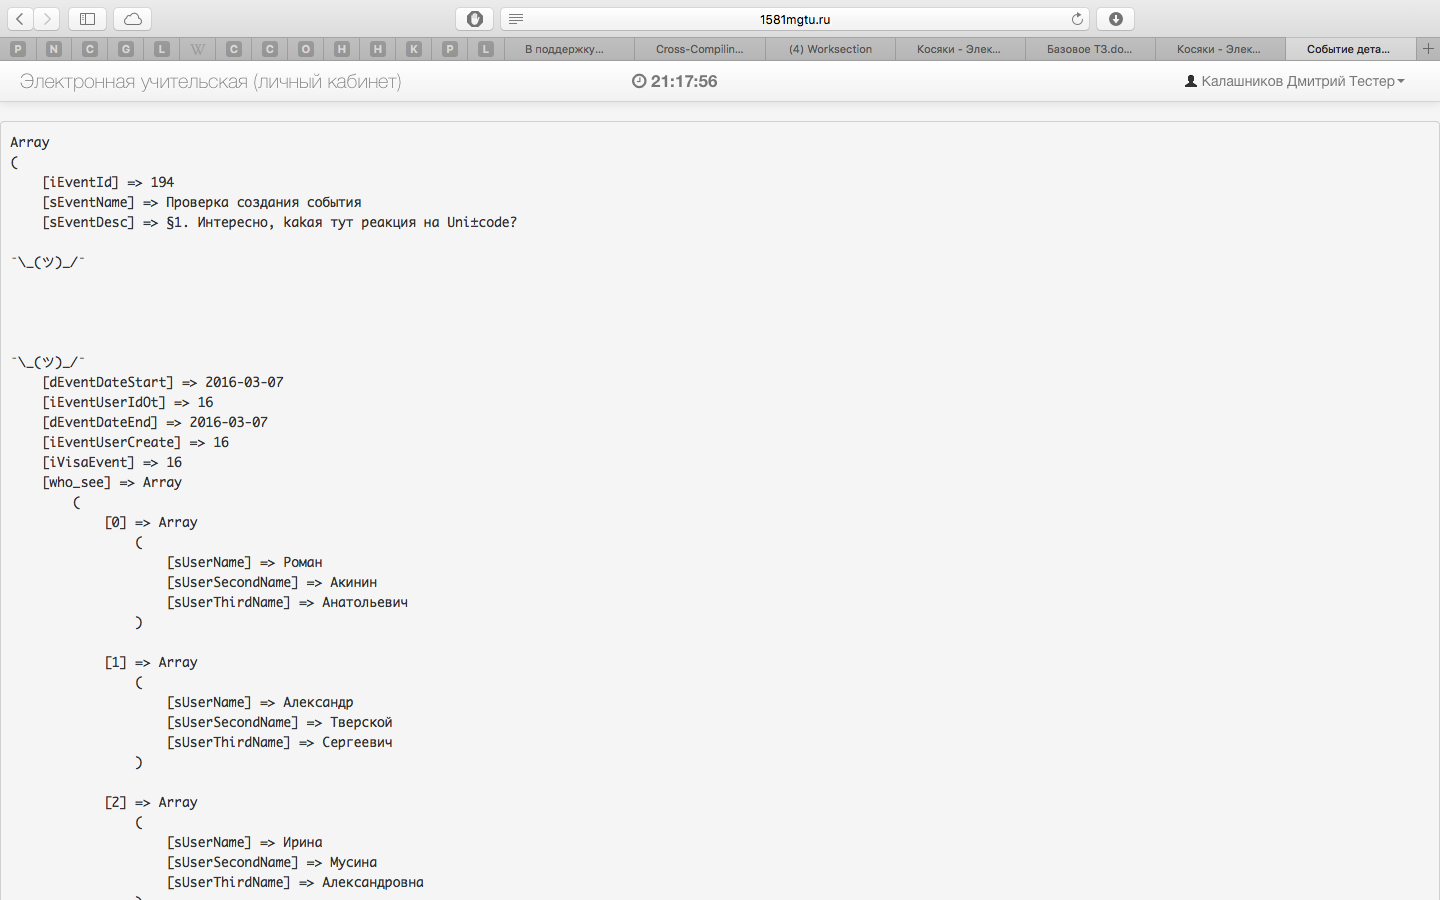 1581mgtu.ru
P N C G L W C C O H H K P L В поддержку... Cross-Compilin... (4) Worksection Косяки - Элек... Базовое ТЗ.do... Косяки - Элек... Событие дета...
Электронная учительская (личный кабинет) 21:17:56 Калашников Дмитрий Тестер
Array
(
[iEventId] => 194
[sEventName] => Проверка создания события
[sEventDesc] => §1. Интересно, какая тут реакция на Uni±code?
¯\_(ツ)_/¯
¯\_(ツ)_/¯
[dEventDateStart] => 2016-03-07
[iEventUserIdOt] => 16
[dEventDateEnd] => 2016-03-07
[iEventUserCreate] => 16
[iVisaEvent] => 16
[who_see] => Array
(
[0] => Array
(
[sUserName] => Роман
[sUserSecondName] => Акинин
[sUserThirdName] => Анатольевич
)
[1] => Array
(
[sUserName] => Александр
[sUserSecondName] => Тверской
[sUserThirdName] => Сергеевич
)
[2] => Array
(
[sUserName] => Ирина
[sUserSecondName] => Мусина
[sUserThirdName] => Александровна
)